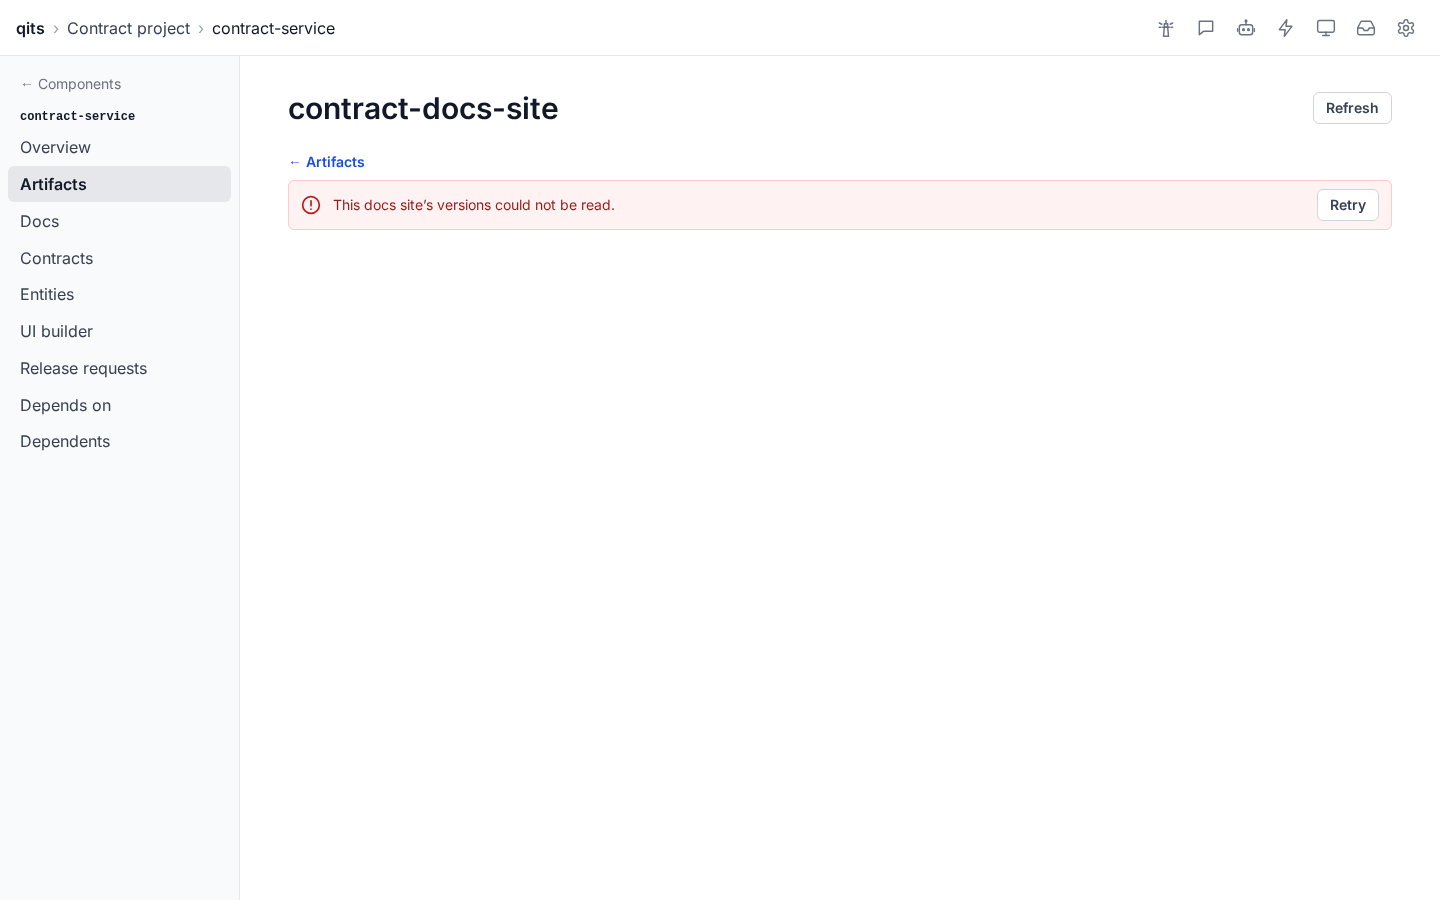 qits › Contract project › contract-service
← Components
contract-service
Overview
Artifacts
Docs
Contracts
Entities
UI builder
Release requests
Depends on
Dependents
contract-docs-site
Refresh
← Artifacts
This docs site’s versions could not be read.
Retry